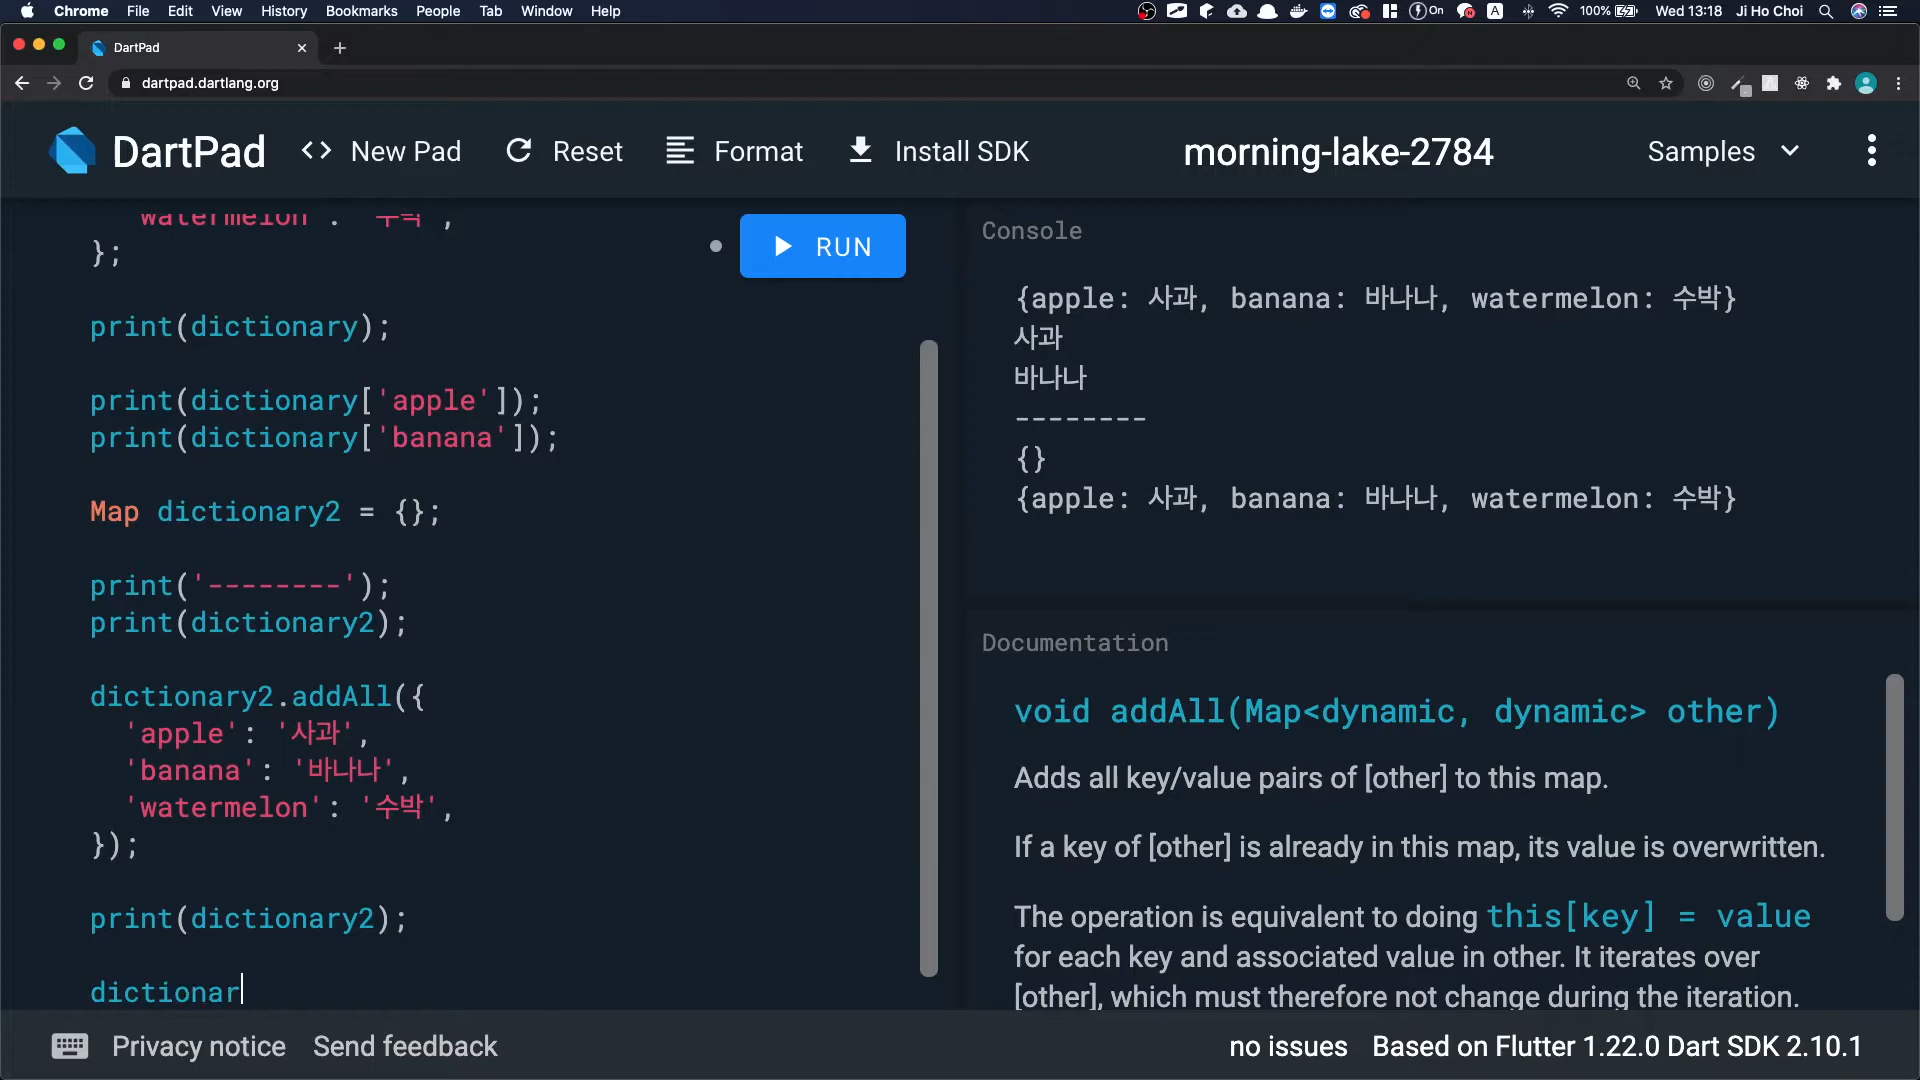 Chrome File Edit View History Bookmarks People Tab Window Help On A 100% Wed 13:18 Ji Ho Choi
DartPad
dartpad.dartlang.org
DartPad <> New Pad Reset Format Install SDK morning-lake-2784 Samples
'watermelon': '수박',
};
RUN
print(dictionary);
print(dictionary['apple']);
print(dictionary['banana']);
Map dictionary2 = {};
print('--------');
print(dictionary2);
dictionary2.addAll({
'apple': '사과',
'banana': '바나나',
'watermelon': '수박',
});
print(dictionary2);
dictionar
Console
{apple: 사과, banana: 바나나, watermelon: 수박}
사과
바나나
--------
{}
{apple: 사과, banana: 바나나, watermelon: 수박}
Documentation
void addAll(Map<dynamic, dynamic> other)
Adds all key/value pairs of [other] to this map.
If a key of [other] is already in this map, its value is overwritten.
The operation is equivalent to doing this[key] = value
for each key and associated value in other. It iterates over
[other], which must therefore not change during the iteration.
Privacy notice Send feedback no issues Based on Flutter 1.22.0 Dart SDK 2.10.1